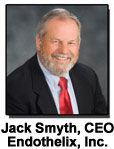 Jack Smyth, CEO
Endothelix, Inc.